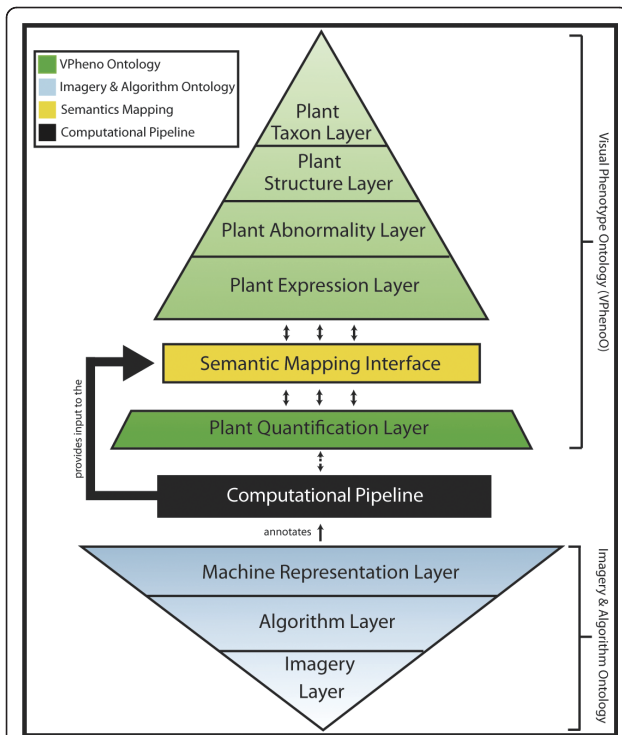 VPheno Ontology
Imagery & Algorithm Ontology
Semantics Mapping
Computational Pipeline
Plant
Taxon Layer
Plant
Structure Layer
Plant Abnormality Layer
Plant Expression Layer
Visual Phenotype Ontology (VPhenoO)
Semantic Mapping Interface
provides input to the
Plant Quantification Layer
Computational Pipeline
annotates
Machine Representation Layer
Algorithm Layer
Imagery
Layer
Imagery & Algorithm Ontology